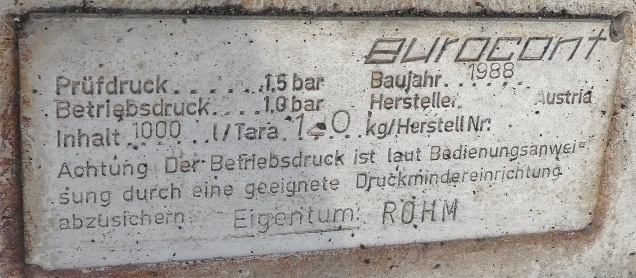 eurocont
Prüfdruck....... 1.5 bar Baujahr 1988
Betriebsdruck.... 1.0 bar Hersteller Austria
Inhalt 1000 l/Tara kg/Herstell Nr.
Achtung Der Betriebsdruck ist laut Bedienungsanwei-
sung durch eine geeignete Druckmindereinrichtung
abzusichern. Eigentum: RÖHM